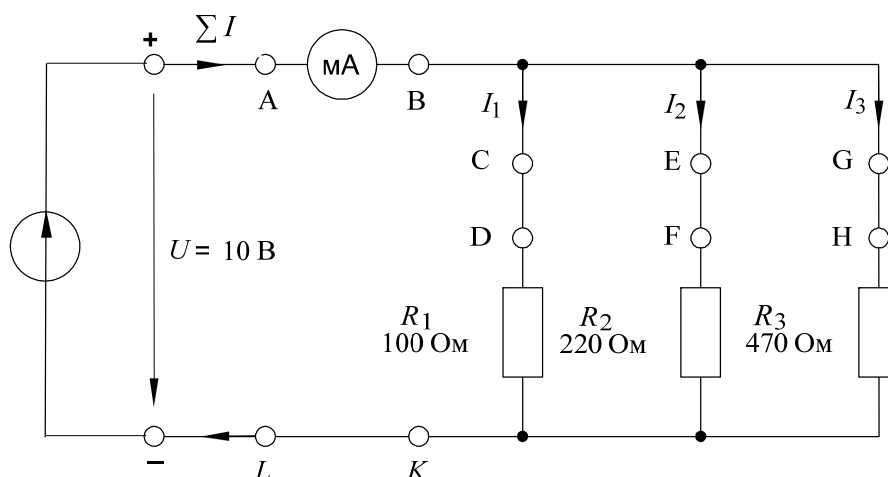 + ∑ I
мА
A B
I1 I2 I3
C E G
D F H
U = 10 В
R1 R2 R3
100 Ом 220 Ом 470 Ом
− L K